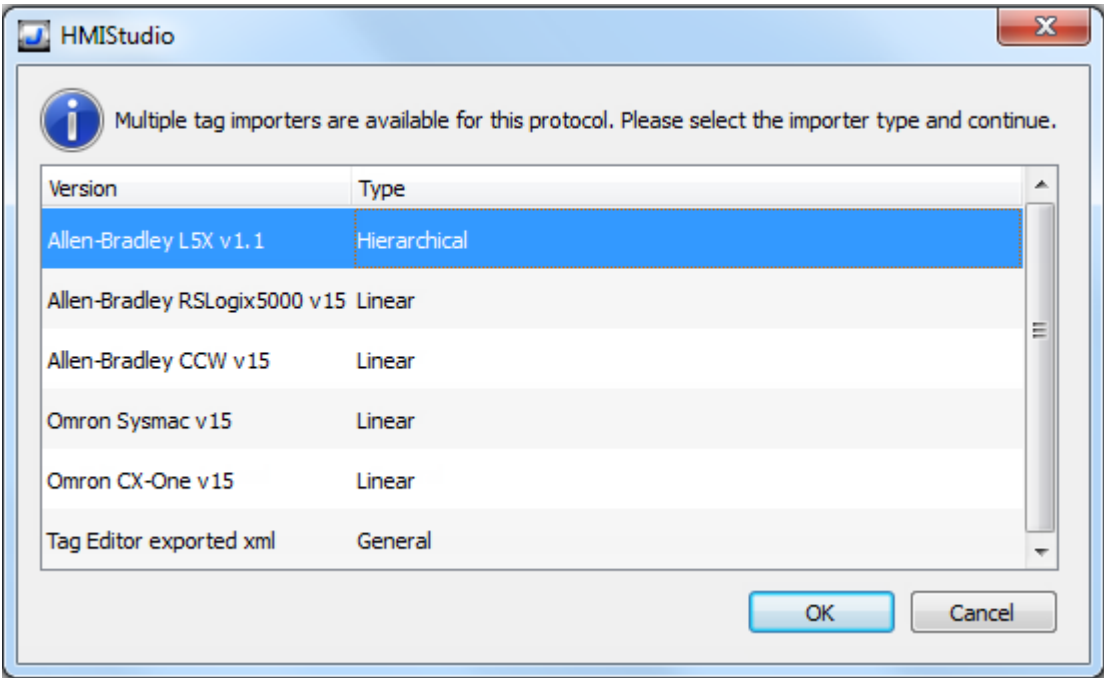 HMIStudio
Multiple tag importers are available for this protocol. Please select the importer type and continue.
Version Type
Allen-Bradley L5X v1.1 Hierarchical
Allen-Bradley RSLogix5000 v15 Linear
Allen-Bradley CCW v15 Linear
Omron Sysmac v15 Linear
Omron CX-One v15 Linear
Tag Editor exported xml General
OK Cancel